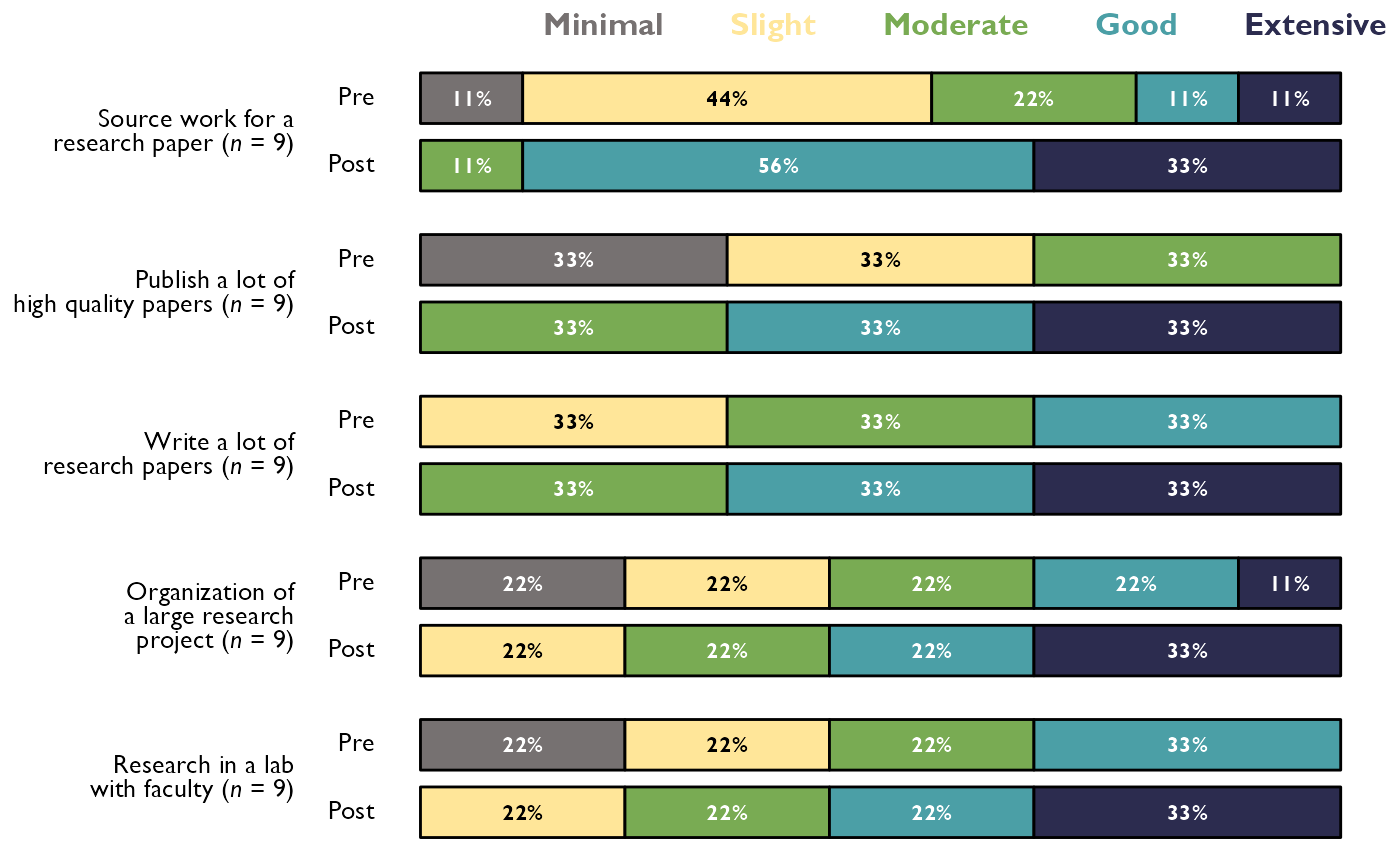 Minimal Slight Moderate Good Extensive
Pre 11% 44% 22% 11% 11%
Source work for a
research paper (n = 9)
Post 11% 56% 33%
Pre 33% 33% 33%
Publish a lot of
high quality papers (n = 9)
Post 33% 33% 33%
Pre 33% 33% 33%
Write a lot of
research papers (n = 9)
Post 33% 33% 33%
Pre 22% 22% 22% 22% 11%
Organization of
a large research
project (n = 9)
Post 22% 22% 22% 33%
Pre 22% 22% 22% 33%
Research in a lab
with faculty (n = 9)
Post 22% 22% 22% 33%